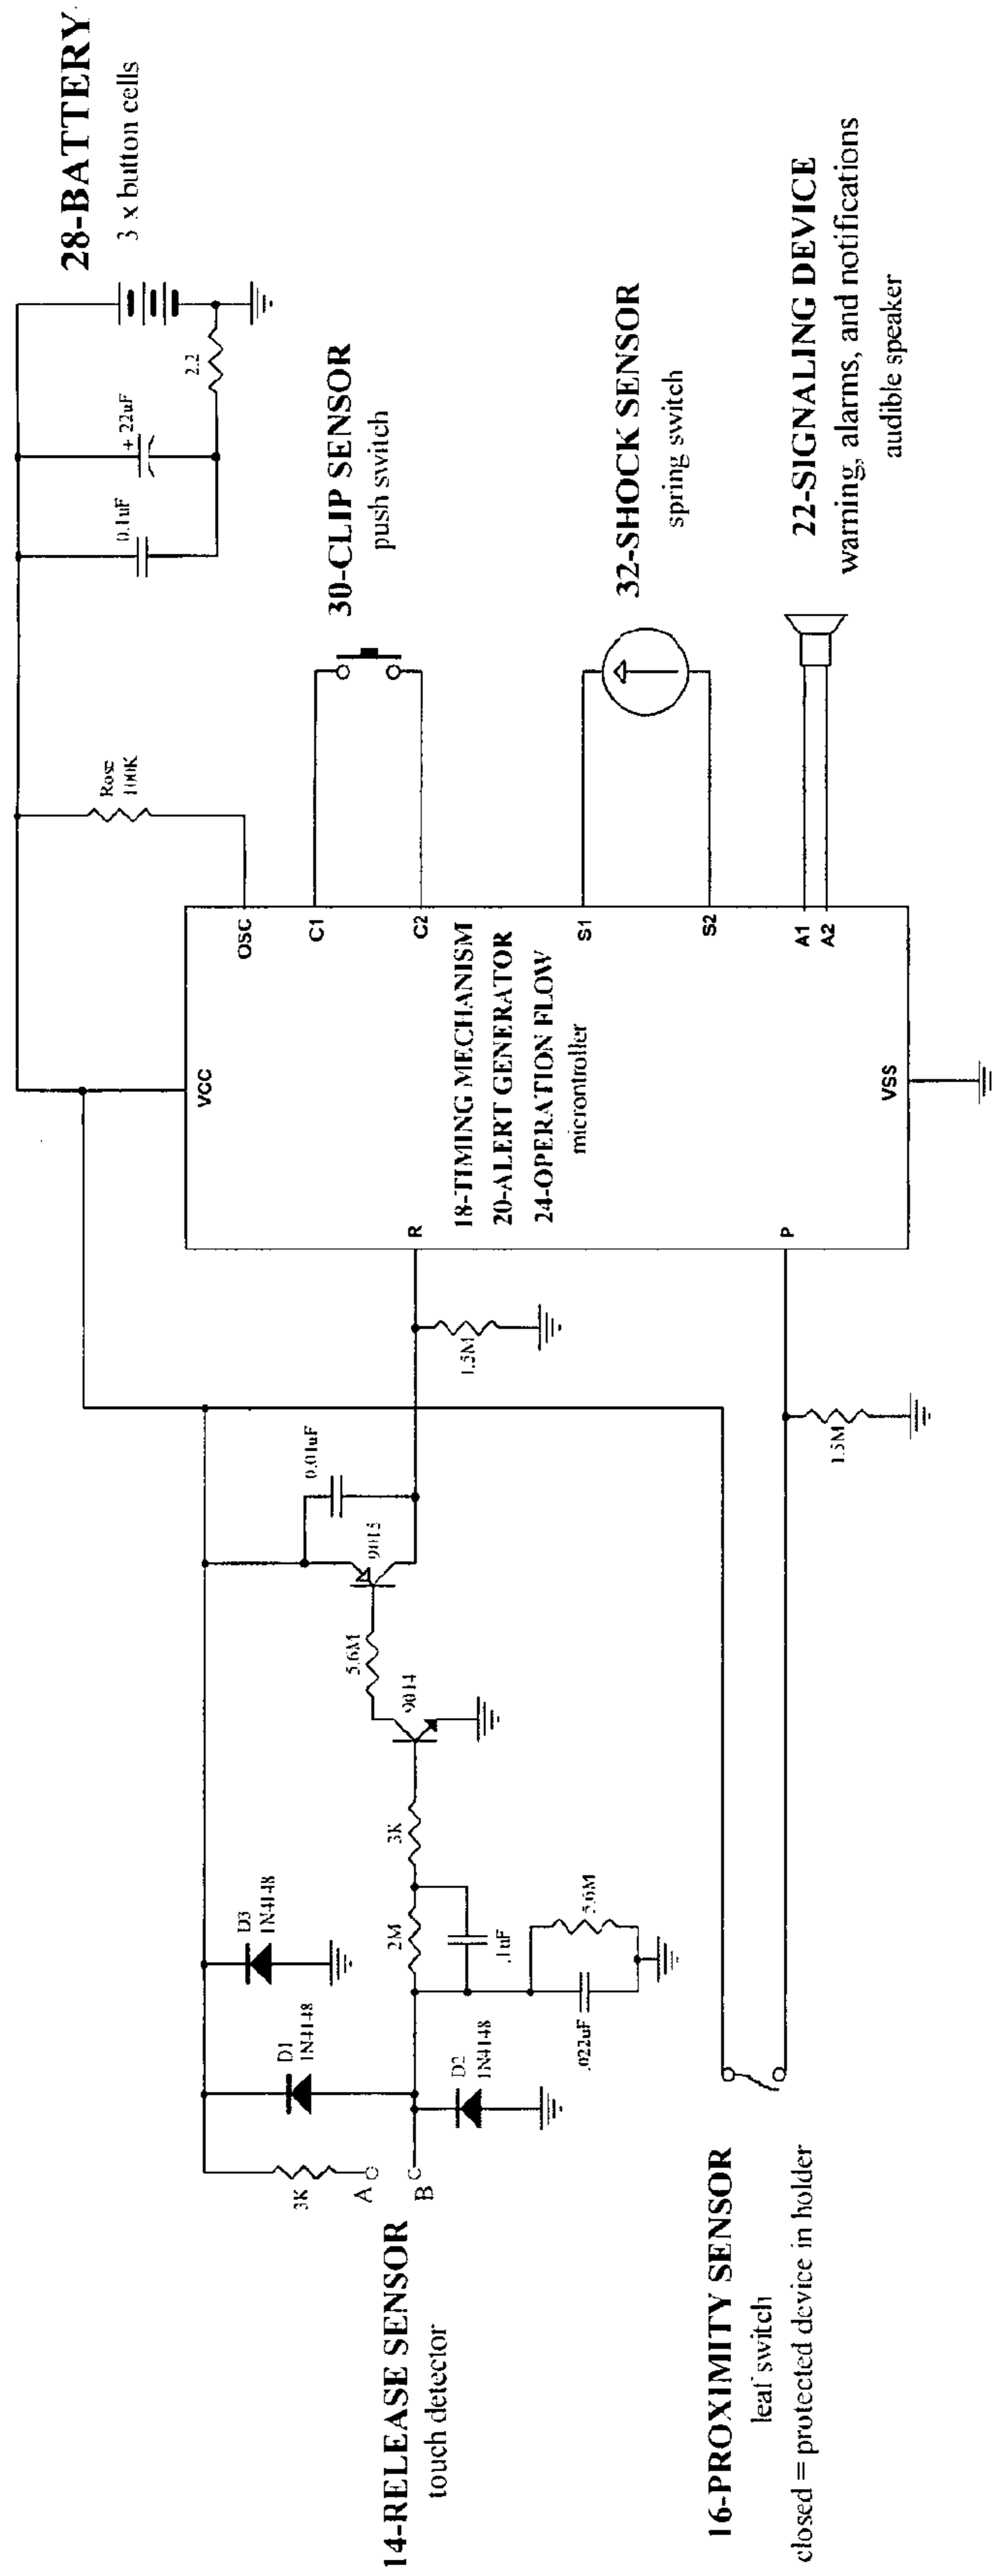 28-BATTERY
3 x button cells
2.2
+ 22uF
0.1uF
Rosc
100K
30-CLIP SENSOR
push switch
32-SHOCK SENSOR
spring switch
22-SIGNALING DEVICE
warning, alarms, and notifications
audible speaker
VCC
OSC
C1
C2
S1
S2
A1
A2
VSS
R
P
18-TIMING MECHANISM
20-ALERT GENERATOR
24-OPERATION FLOW
microntroller
1.5M
1.5M
0.01uF
9015
5.6M
9014
3K
2M
.1uF
5.6M
.022uF
D3
1N4148
D1
1N4148
D2
1N4148
3K
A
B
14-RELEASE SENSOR
touch detector
16-PROXIMITY SENSOR
leaf switch
closed = protected device in holder